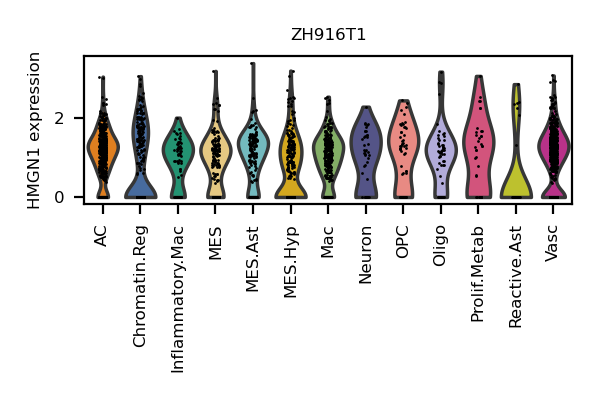 ZH916T1
HMGN1 expression
2
0
AC
Chromatin.Reg
Inflammatory.Mac
MES
MES.Ast
MES.Hyp
Mac
Neuron
OPC
Oligo
Prolif.Metab
Reactive.Ast
Vasc